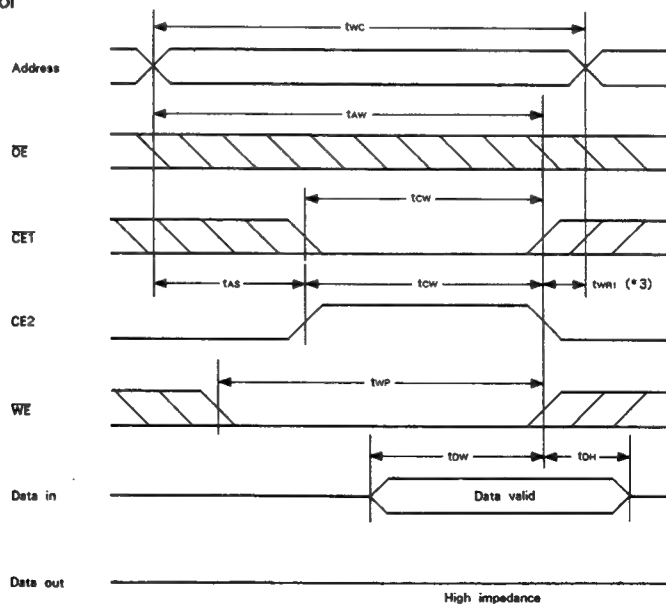 twc
Address
tAW
OE
tcw
CE1
tAS tcw twR1 (*3)
CE2
twP
WE
tDW tDH
Data in Data valid
Data out
High impedance